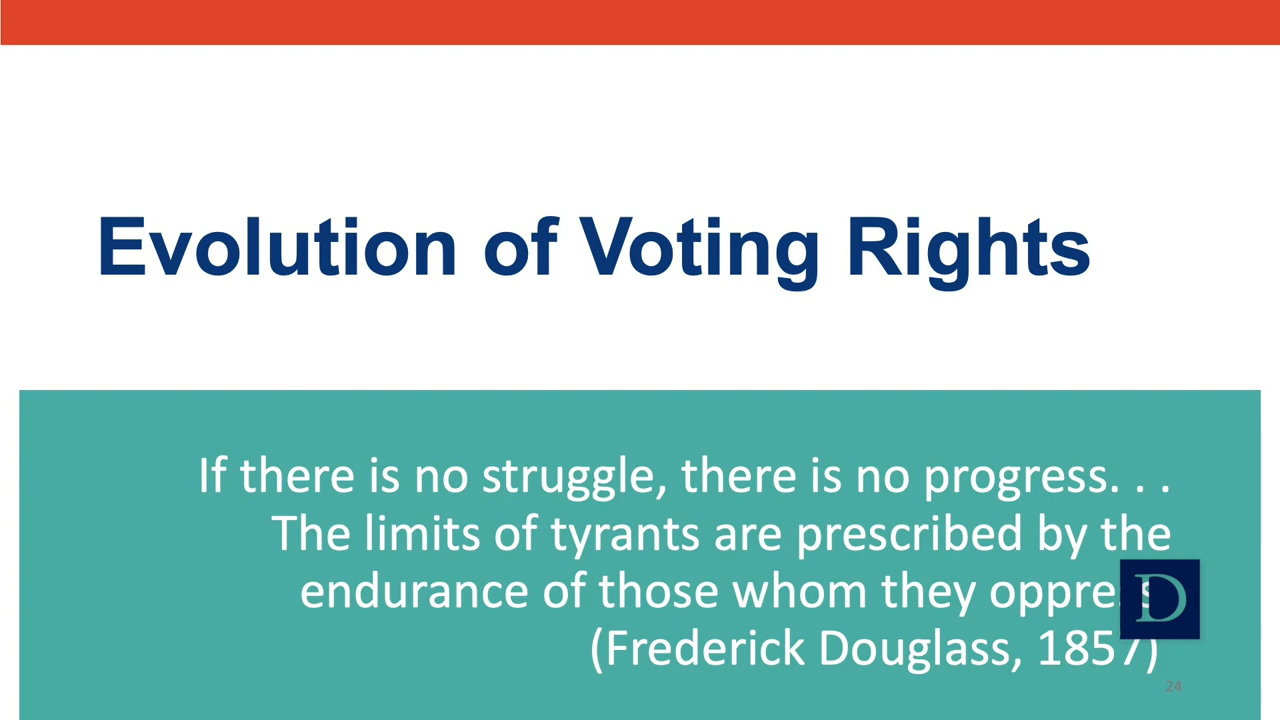 Evolution of Voting Rights
If there is no struggle, there is no progress. . .
The limits of tyrants are prescribed by the
endurance of those whom they oppress
(Frederick Douglass, 1857)
D
24